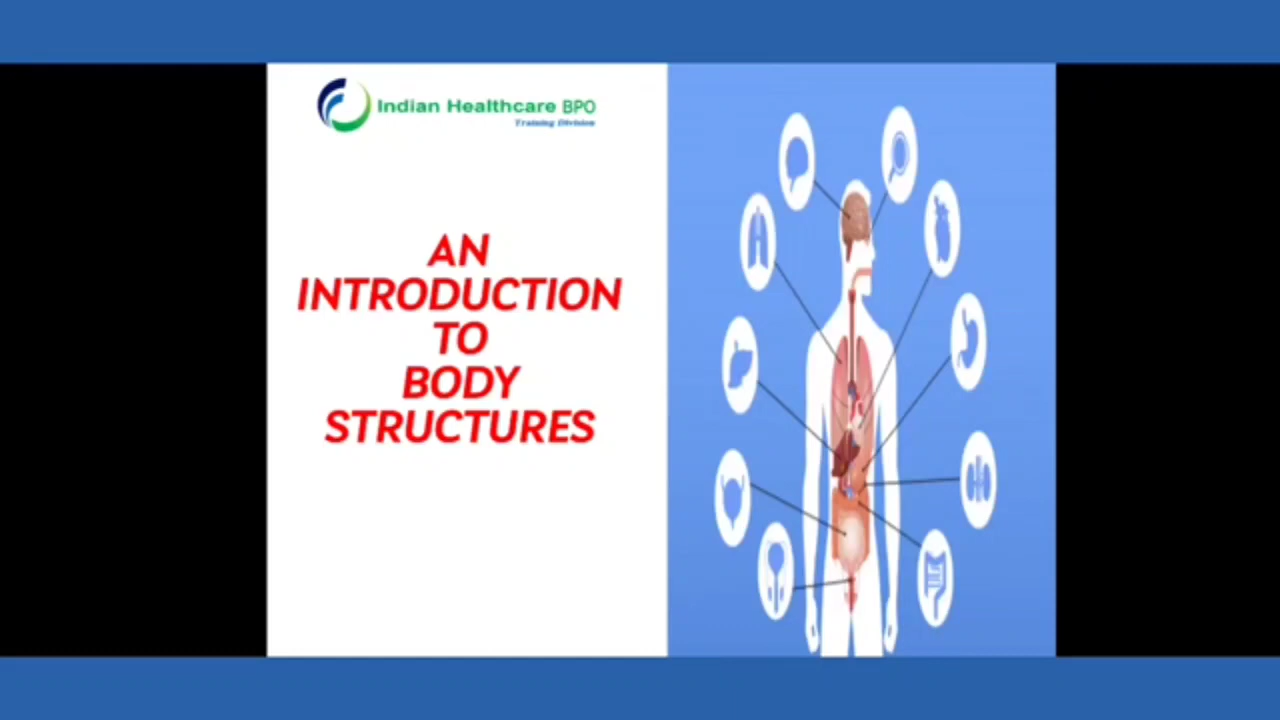 Indian Healthcare BPO
Training Division
AN
INTRODUCTION
TO
BODY
STRUCTURES